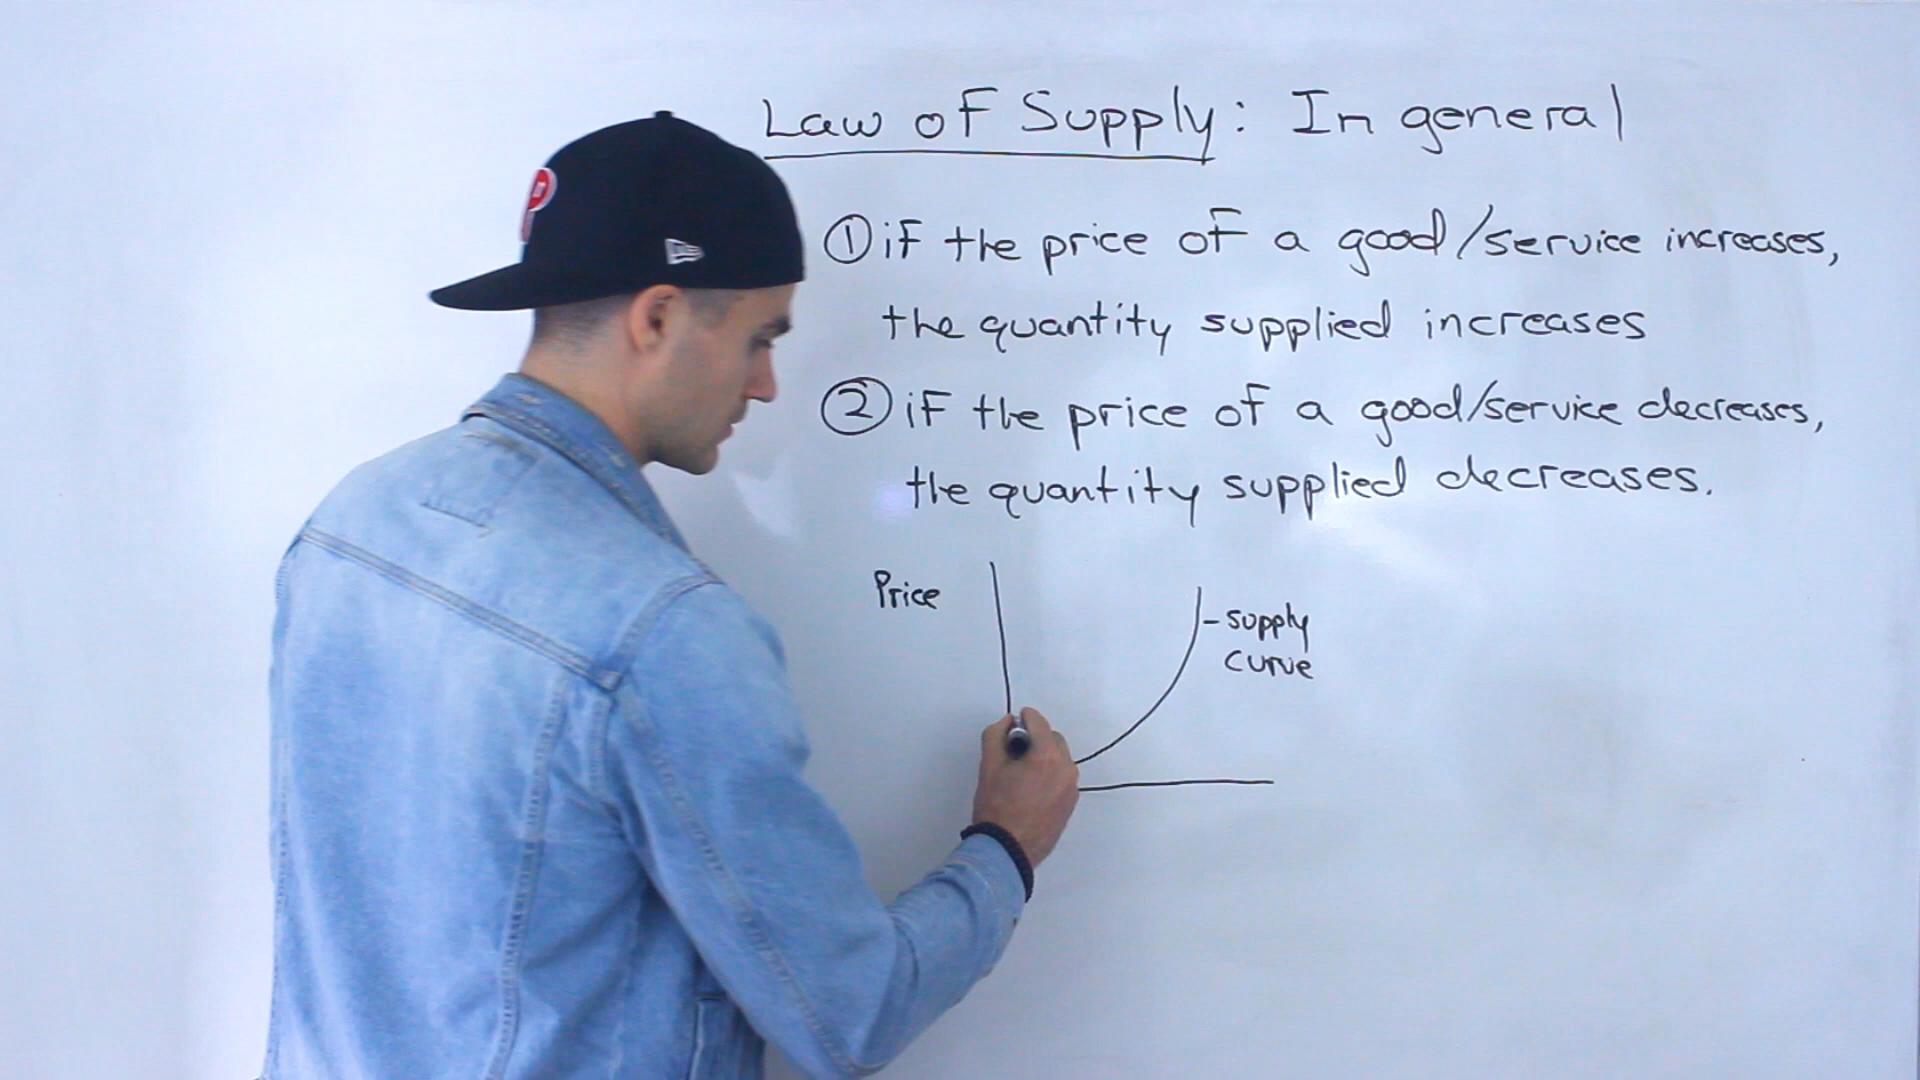 Law of Supply: In general
① if the price of a good/service increases,
the quantity supplied increases
② if the price of a good/service decreases,
the quantity supplied decreases.
Price
- supply
curve